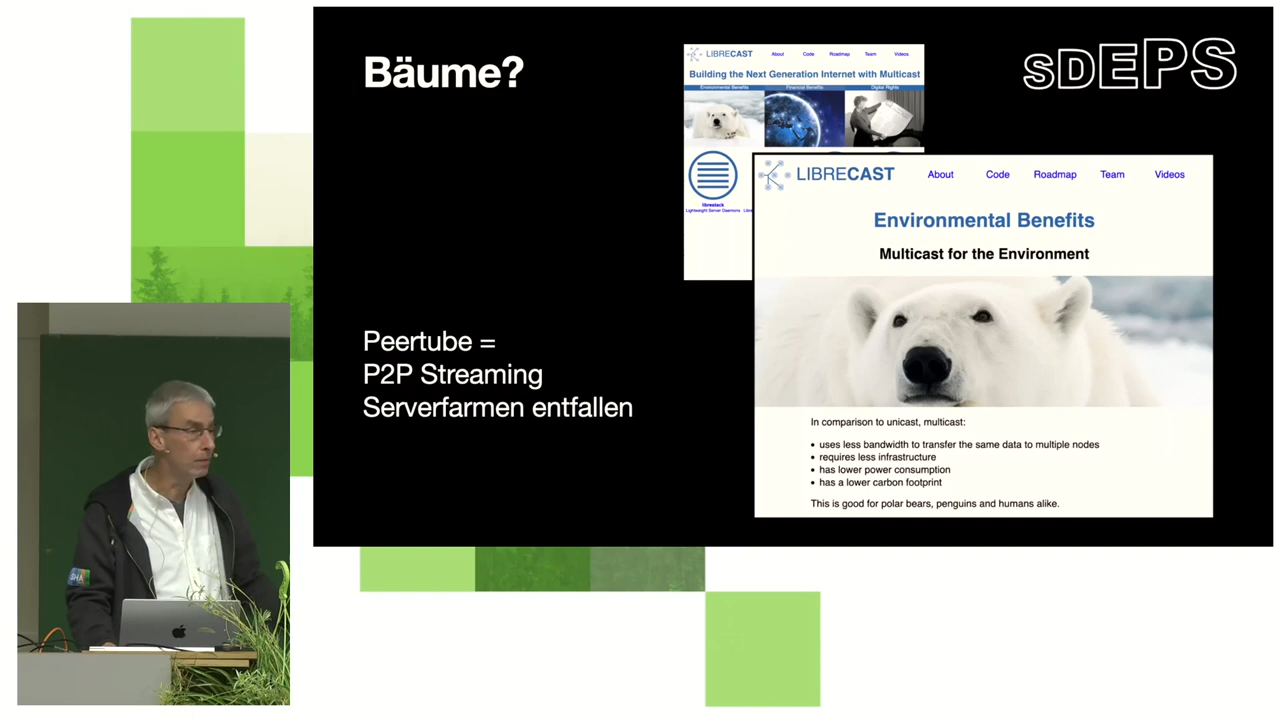 Bäume?
sDEPS
LIBRECAST
About Code Roadmap Team Videos
Building the Next Generation Internet with Multicast
Environmental Benefits Financial Benefits Digital Rights
librestack
Lightweight Server Daemons
LIBRECAST
About Code Roadmap Team Videos
Environmental Benefits
Multicast for the Environment
In comparison to unicast, multicast:
• uses less bandwidth to transfer the same data to multiple nodes
• requires less infrastructure
• has lower power consumption
• has a lower carbon footprint
This is good for polar bears, penguins and humans alike.
Peertube =
P2P Streaming
Serverfarmen entfallen
SHA